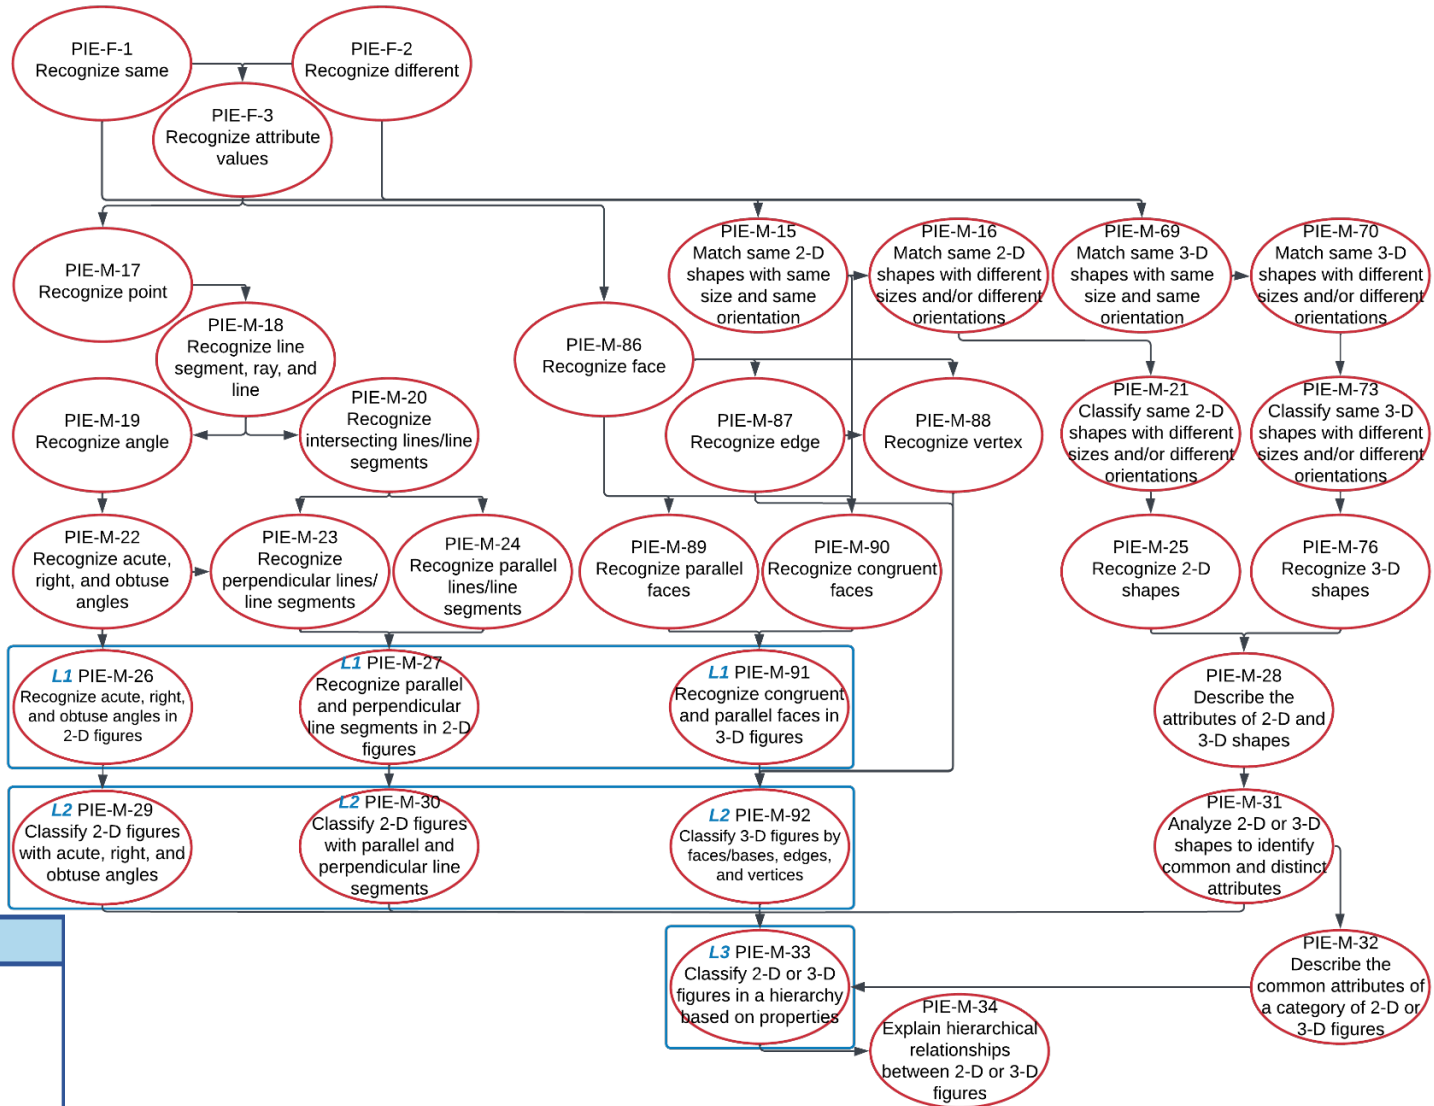 PIE-F-1
Recognize same
PIE-F-2
Recognize different
PIE-F-3
Recognize attribute
values
PIE-M-17
Recognize point
PIE-M-18
Recognize line
segment, ray, and
line
PIE-M-15
Match same 2-D
shapes with same
size and same
orientation
PIE-M-16
Match same 2-D
shapes with different
sizes and/or different
orientations
PIE-M-69
Match same 3-D
shapes with same
size and same
orientation
PIE-M-70
Match same 3-D
shapes with different
sizes and/or different
orientations
PIE-M-86
Recognize face
PIE-M-19
Recognize angle
PIE-M-20
Recognize
intersecting lines/line
segments
PIE-M-87
Recognize edge
PIE-M-88
Recognize vertex
PIE-M-21
Classify same 2-D
shapes with different
sizes and/or different
orientations
PIE-M-73
Classify same 3-D
shapes with different
sizes and/or different
orientations
PIE-M-22
Recognize acute,
right, and obtuse
angles
PIE-M-23
Recognize
perpendicular lines/
line segments
PIE-M-24
Recognize parallel
lines/line
segments
PIE-M-89
Recognize parallel
faces
PIE-M-90
Recognize congruent
faces
PIE-M-25
Recognize 2-D
shapes
PIE-M-76
Recognize 3-D
shapes
L1 PIE-M-26
Recognize acute, right,
and obtuse angles in
2-D figures
L1 PIE-M-27
Recognize parallel
and perpendicular
line segments in 2-D
figures
L1 PIE-M-91
Recognize congruent
and parallel faces in
3-D figures
PIE-M-28
Describe the
attributes of 2-D and
3-D shapes
L2 PIE-M-29
Classify 2-D figures
with acute, right, and
obtuse angles
L2 PIE-M-30
Classify 2-D figures
with parallel and
perpendicular line
segments
L2 PIE-M-92
Classify 3-D figures by
faces/bases, edges,
and vertices
PIE-M-31
Analyze 2-D or 3-D
shapes to identify
common and distinct
attributes
L3 PIE-M-33
Classify 2-D or 3-D
figures in a hierarchy
based on properties
PIE-M-32
Describe the
common attributes of
a category of 2-D or
3-D figures
PIE-M-34
Explain hierarchical
relationships
between 2-D or 3-D
figures